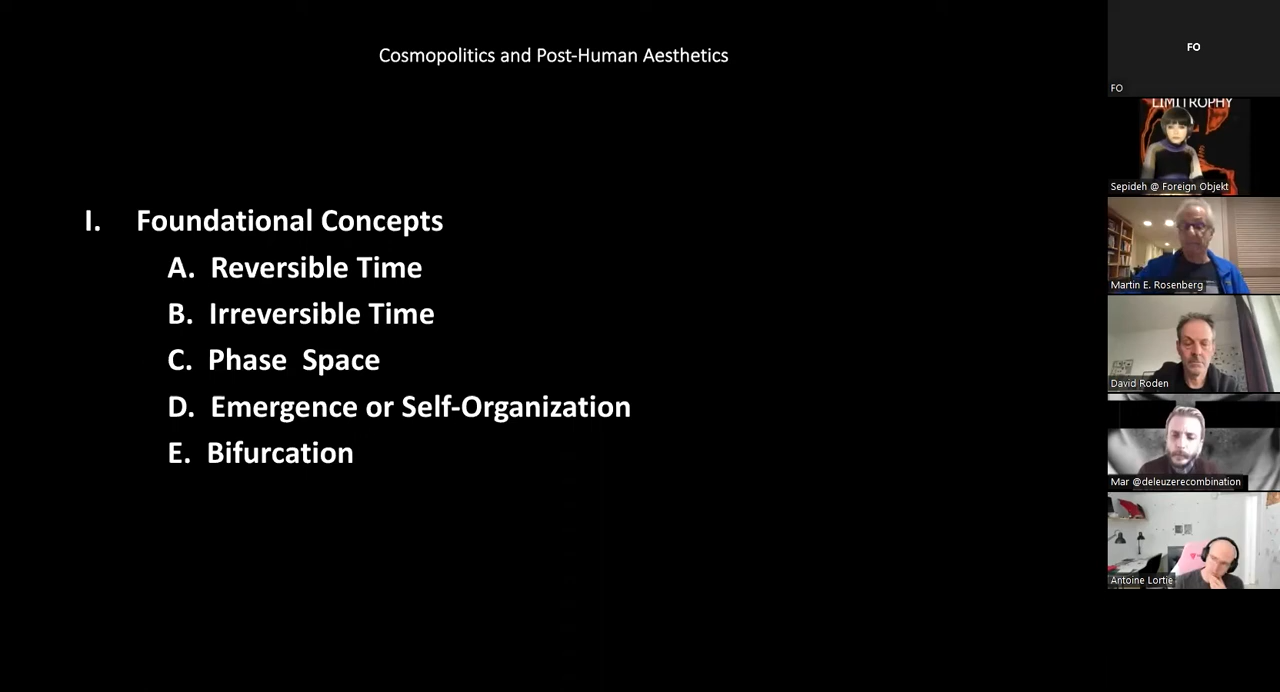 Cosmopolitics and Post-Human Aesthetics
I. Foundational Concepts
A. Reversible Time
B. Irreversible Time
C. Phase Space
D. Emergence or Self-Organization
E. Bifurcation
FO
FO
LIMITROPHY
Sepideh @ Foreign Objekt
Martin E. Rosenberg
David Roden
Mar @deleuzerecombination
Antoine Lortie